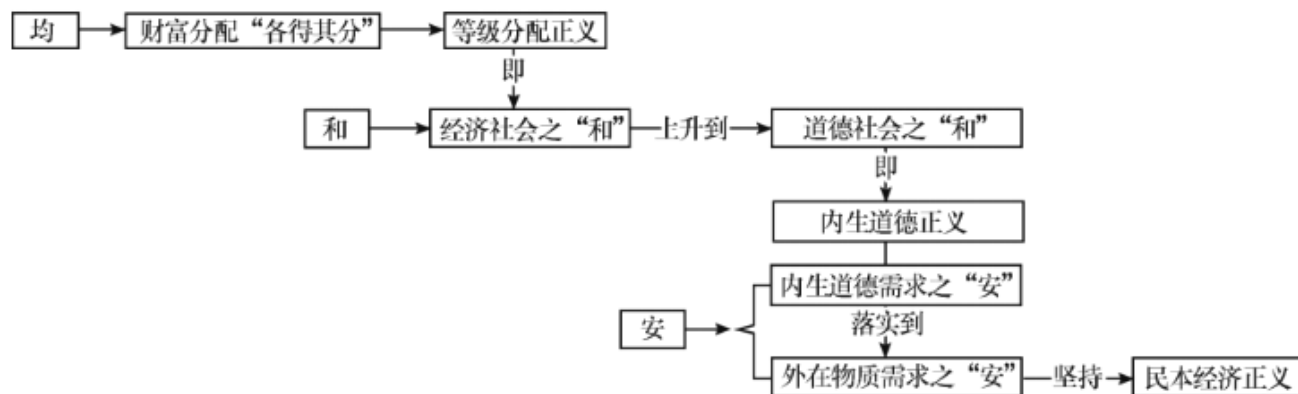 均 财富分配“各得其分” 等级分配正义
即
和 经济社会之“和” 上升到 道德社会之“和”
即
内生道德正义
内生道德需求之“安”
安 落实到
外在物质需求之“安” 坚持 民本经济正义